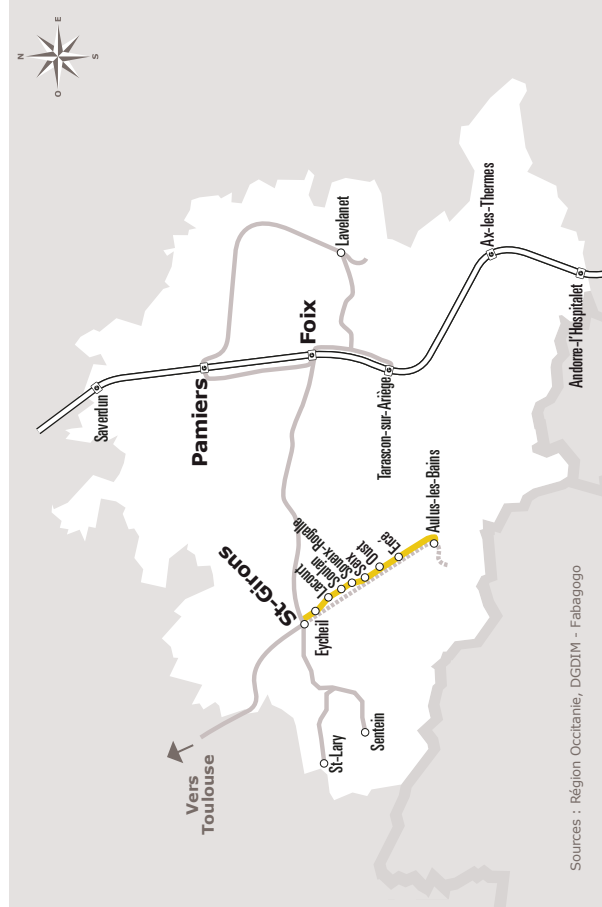 N
E
S
O
Saverdun
Pamiers
Foix
Lavelanet
Tarascon-sur-Ariège
Ax-les-Thermes
Andorre-l'Hospitalet
St-Girons
Eycheil
Lacourt
Soulan
Soueix-Rogalle
Seix
Oust
Ercé
Aulus-les-Bains
St-Lary
Sentein
Vers
Toulouse
Sources : Région Occitanie, DGDIM - Fabagogo